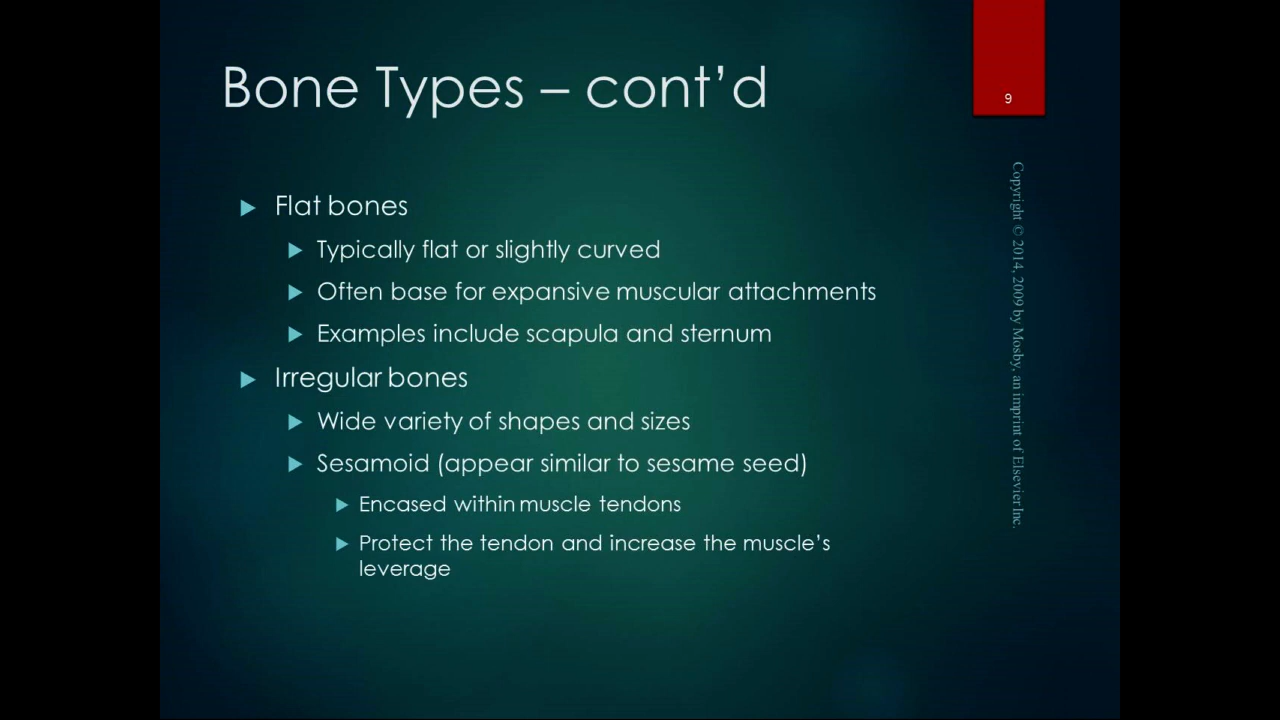 Bone Types – cont’d
9
Flat bones
Typically flat or slightly curved
Often base for expansive muscular attachments
Examples include scapula and sternum
Irregular bones
Wide variety of shapes and sizes
Sesamoid (appear similar to sesame seed)
Encased within muscle tendons
Protect the tendon and increase the muscle’s
leverage
Copyright © 2014, 2009 by Mosby, an imprint of Elsevier Inc.